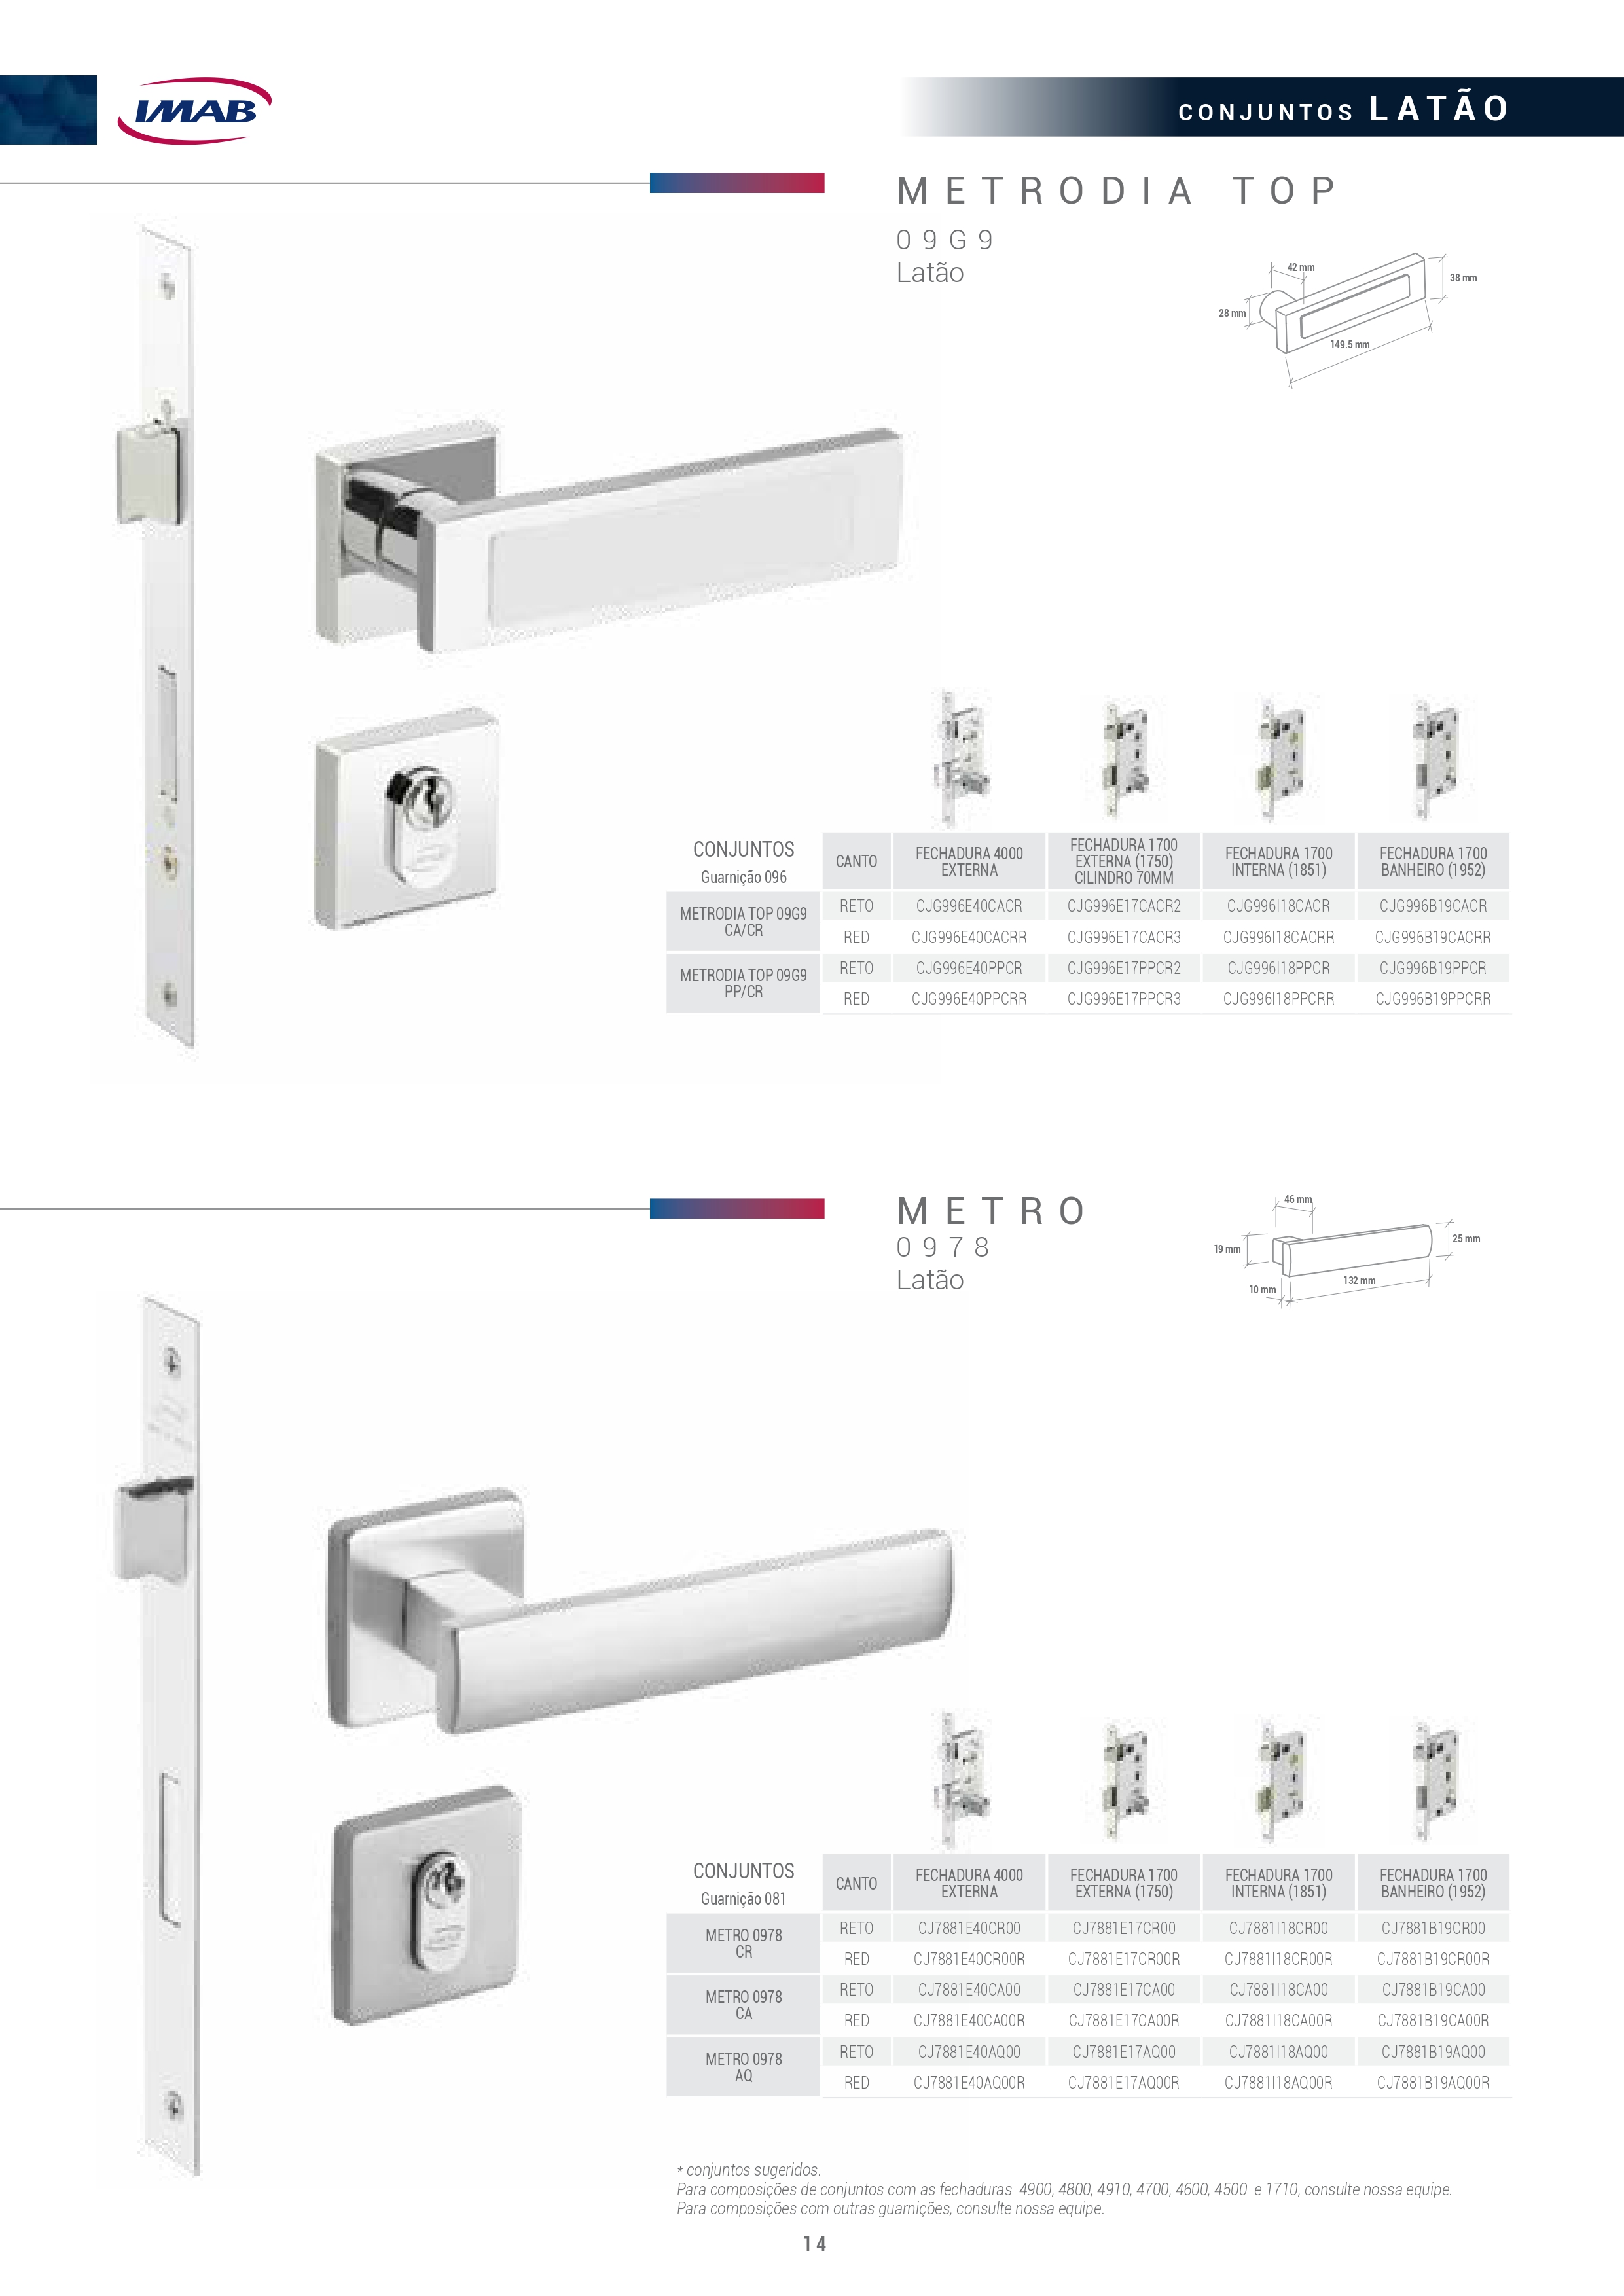 IMAB
CONJUNTOS LATÃO
METRODIA TOP
09G9
Latão
42 mm
38 mm
28 mm
149.5 mm
CONJUNTOS
Guarnição 096
CANTO
FECHADURA 4000
EXTERNA
FECHADURA 1700
EXTERNA (1750)
CILINDRO 70MM
FECHADURA 1700
INTERNA (1851)
FECHADURA 1700
BANHEIRO (1952)
METRODIA TOP 09G9
CA/CR
RETO CJG996E40CACR CJG996E17CACR2 CJG996I18CACR CJG996B19CACR
RED CJG996E40CACRR CJG996E17CACR3 CJG996I18CACRR CJG996B19CACRR
METRODIA TOP 09G9
PP/CR
RETO CJG996E40PPCR CJG996E17PPCR2 CJG996I18PPCR CJG996B19PPCR
RED CJG996E40PPCRR CJG996E17PPCR3 CJG996I18PPCRR CJG996B19PPCRR
METRO
0978
Latão
46 mm
19 mm
25 mm
132 mm
10 mm
CONJUNTOS
Guarnição 081
CANTO
FECHADURA 4000
EXTERNA
FECHADURA 1700
EXTERNA (1750)
FECHADURA 1700
INTERNA (1851)
FECHADURA 1700
BANHEIRO (1952)
METRO 0978
CR
RETO CJ7881E40CR00 CJ7881E17CR00 CJ7881I18CR00 CJ7881B19CR00
RED CJ7881E40CR00R CJ7881E17CR00R CJ7881I18CR00R CJ7881B19CR00R
METRO 0978
CA
RETO CJ7881E40CA00 CJ7881E17CA00 CJ7881I18CA00 CJ7881B19CA00
RED CJ7881E40CA00R CJ7881E17CA00R CJ7881I18CA00R CJ7881B19CA00R
METRO 0978
AQ
RETO CJ7881E40AQ00 CJ7881E17AQ00 CJ7881I18AQ00 CJ7881B19AQ00
RED CJ7881E40AQ00R CJ7881E17AQ00R CJ7881I18AQ00R CJ7881B19AQ00R
* conjuntos sugeridos.
Para composições de conjuntos com as fechaduras 4900, 4800, 4910, 4700, 4600, 4500 e 1710, consulte nossa equipe.
Para composições com outras guarnições, consulte nossa equipe.
14